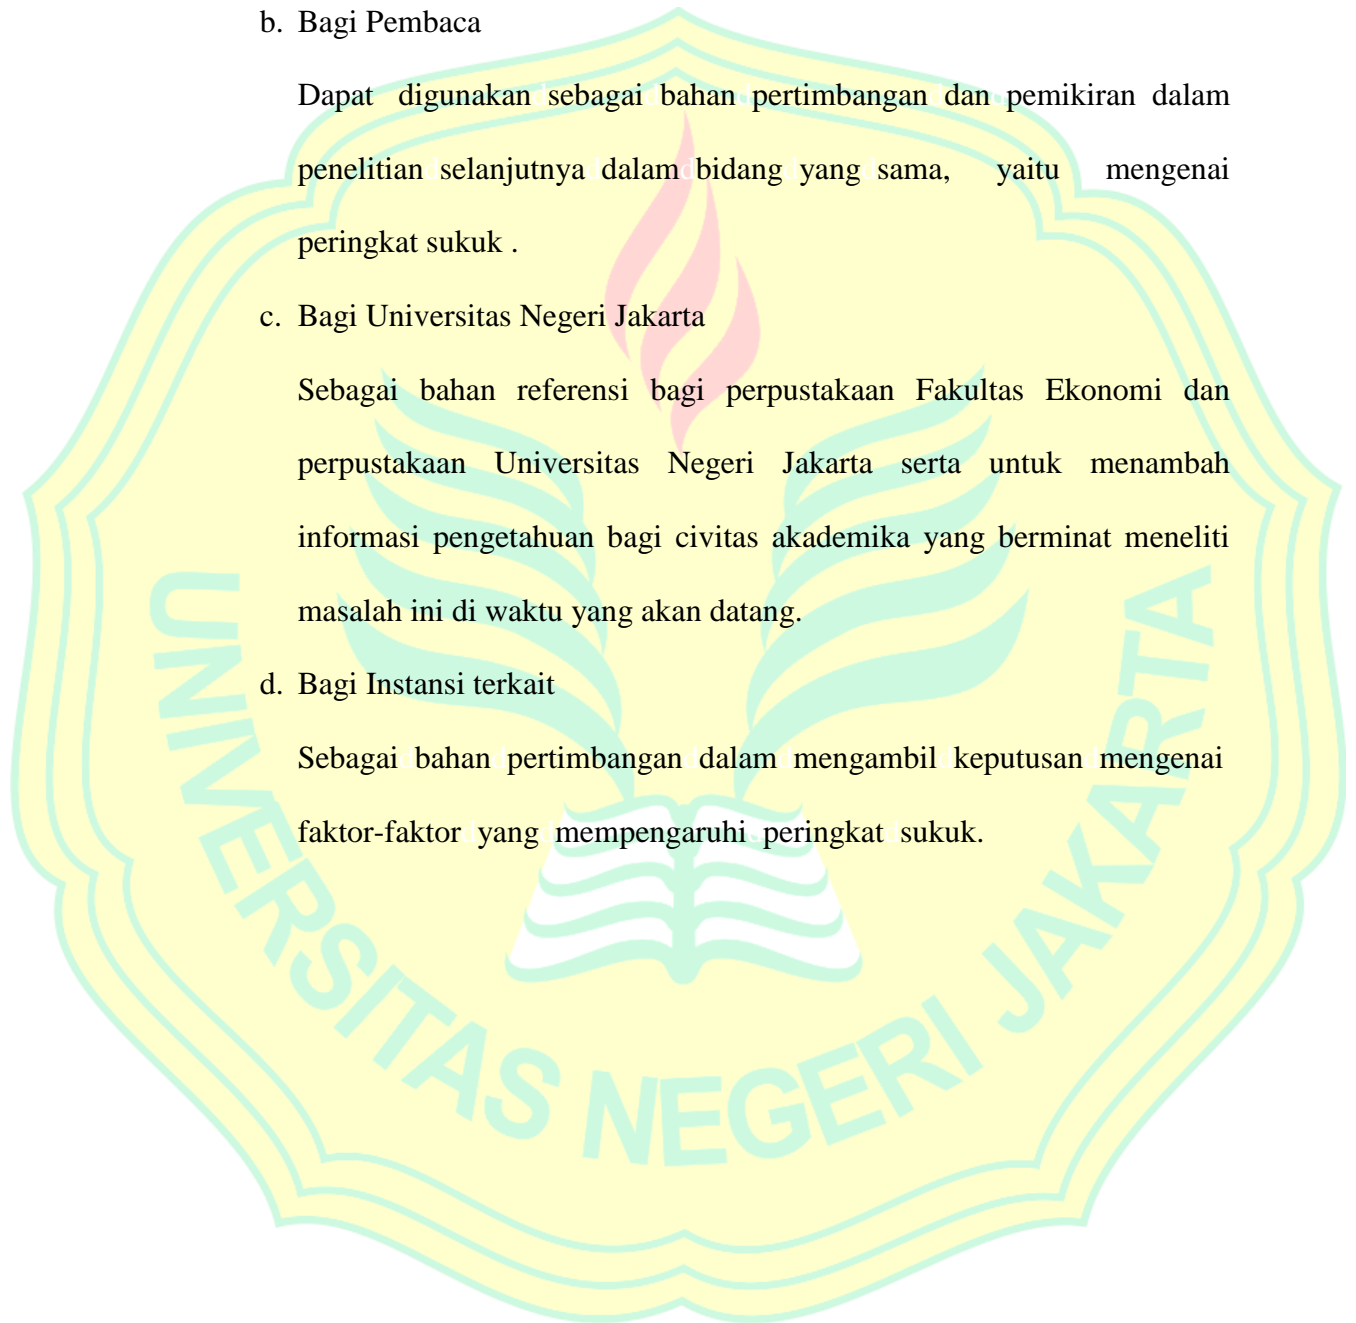 b. Bagi Pembaca
Dapat digunakan sebagai bahan pertimbangan dan pemikiran dalam
penelitian selanjutnya dalam bidang yang sama, yaitu mengenai
peringkat sukuk .
c. Bagi Universitas Negeri Jakarta
Sebagai bahan referensi bagi perpustakaan Fakultas Ekonomi dan
perpustakaan Universitas Negeri Jakarta serta untuk menambah
informasi pengetahuan bagi civitas akademika yang berminat meneliti
masalah ini di waktu yang akan datang.
d. Bagi Instansi terkait
Sebagai bahan pertimbangan dalam mengambil keputusan mengenai
faktor-faktor yang mempengaruhi peringkat sukuk.
UNIVERSITAS NEGERI JAKARTA